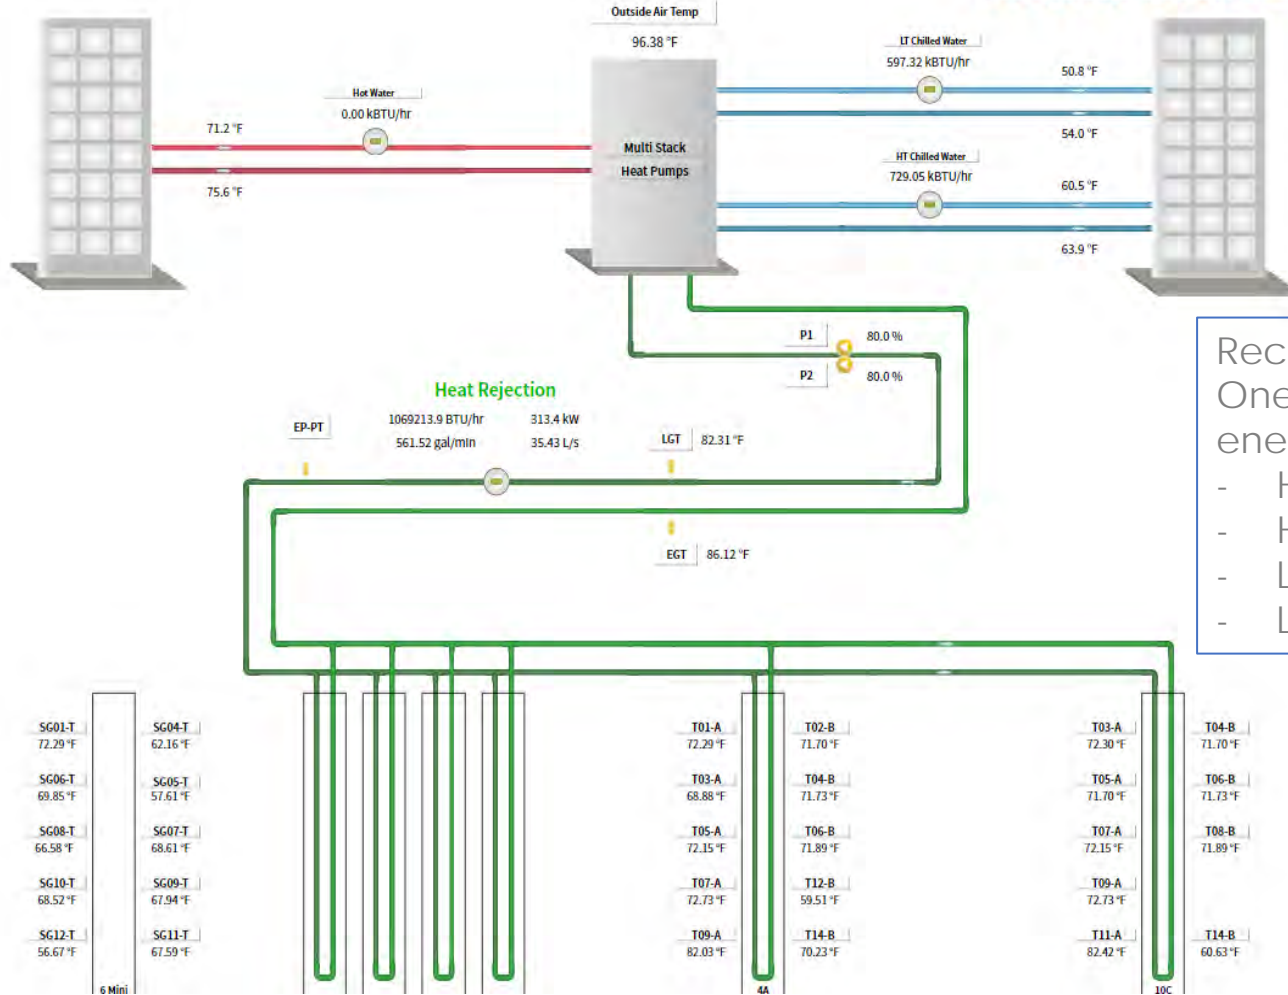 Outside Air Temp
96.38 °F
LT Chilled Water
597.32 kBTU/hr
50.8 °F
54.0 °F
Hot Water
0.00 kBTU/hr
71.2 °F
75.6 °F
Multi Stack
Heat Pumps
HT Chilled Water
729.05 kBTU/hr
60.5 °F
63.9 °F
P1 80.0 %
P2 80.0 %
Heat Rejection
1069213.9 BTU/hr 313.4 kW
561.52 gal/min 35.43 L/s
EP-PT
LGT 82.31 °F
EGT 86.12 °F
Rec
One
ene
- H
- H
- L
- L
SG01-T SG04-T
72.29 °F 62.16 °F
SG06-T SG05-T
69.85 °F 57.61 °F
SG08-T SG07-T
66.58 °F 68.61 °F
SG10-T SG09-T
68.52 °F 67.94 °F
SG12-T SG11-T
56.67 °F 67.59 °F
6 Mini
T01-A T02-B
72.29 °F 71.70 °F
T03-A T04-B
68.88 °F 71.73 °F
T05-A T06-B
72.15 °F 71.89 °F
T07-A T12-B
72.73 °F 59.51 °F
T09-A T14-B
82.03 °F 70.23 °F
4A
T03-A T04-B
72.30 °F 71.70 °F
T05-A T06-B
71.70 °F 71.73 °F
T07-A T08-B
72.15 °F 71.89 °F
T09-A
72.73 °F
T11-A T14-B
82.42 °F 60.63 °F
10C